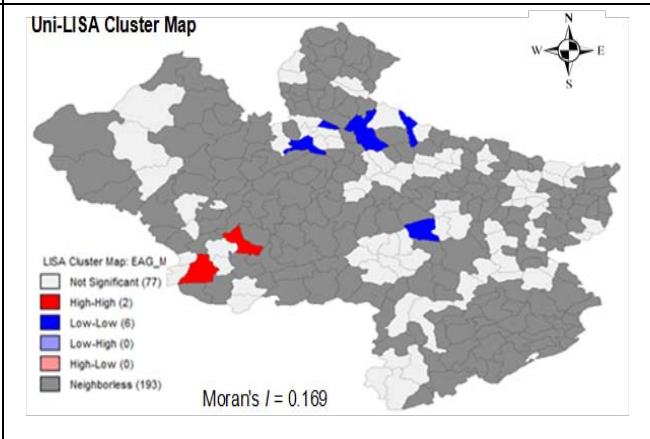 Uni-LISA Cluster Map
N
W E
S
LISA Cluster Map: EAG_M
Not Significant (77)
High-High (2)
Low-Low (6)
Low-High (0)
High-Low (0)
Neighborless (193)
Moran's I = 0.169